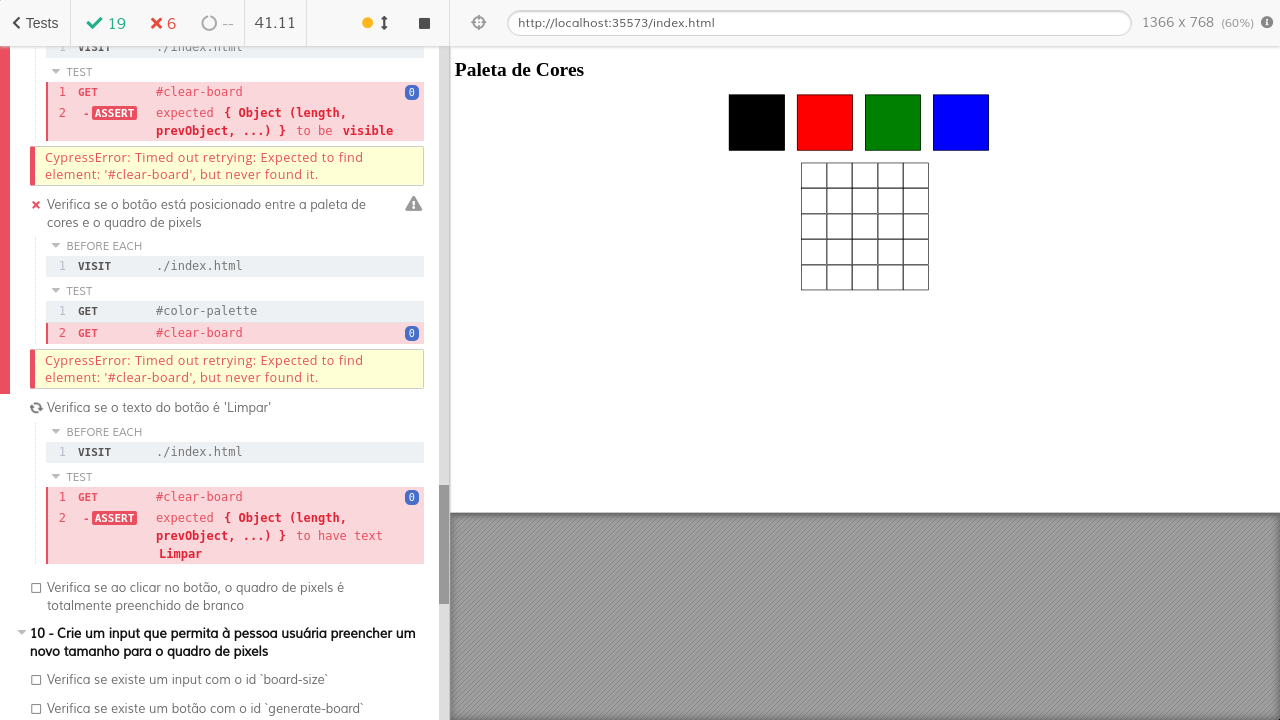 Tests 19 6 -- 41.11
http://localhost:35573/index.html 1366 x 768 (60%)
1 VISIT ./index.html
TEST
1 GET #clear-board 0
2 -ASSERT expected { Object (length,
prevObject, ...) } to be visible
CypressError: Timed out retrying: Expected to find
element: '#clear-board', but never found it.
Verifica se o botão está posicionado entre a paleta de
cores e o quadro de pixels
BEFORE EACH
1 VISIT ./index.html
TEST
1 GET #color-palette
2 GET #clear-board 0
CypressError: Timed out retrying: Expected to find
element: '#clear-board', but never found it.
Verifica se o texto do botão é 'Limpar'
BEFORE EACH
1 VISIT ./index.html
TEST
1 GET #clear-board 0
2 -ASSERT expected { Object (length,
prevObject, ...) } to have text
Limpar
Verifica se ao clicar no botão, o quadro de pixels é
totalmente preenchido de branco
10 - Crie um input que permita à pessoa usuária preencher um
novo tamanho para o quadro de pixels
Verifica se existe um input com o id `board-size`
Verifica se existe um botão com o id `generate-board`
Paleta de Cores